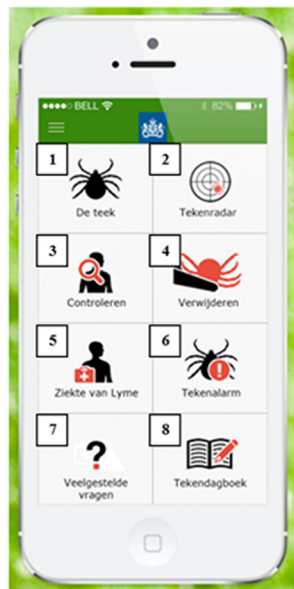 BELL 82%
1 2
De teek Tekenradar
3 4
Controleren Verwijderen
5 6
Ziekte van Lyme Tekenalarm
7 8
?
Veelgestelde vragen Tekendagboek